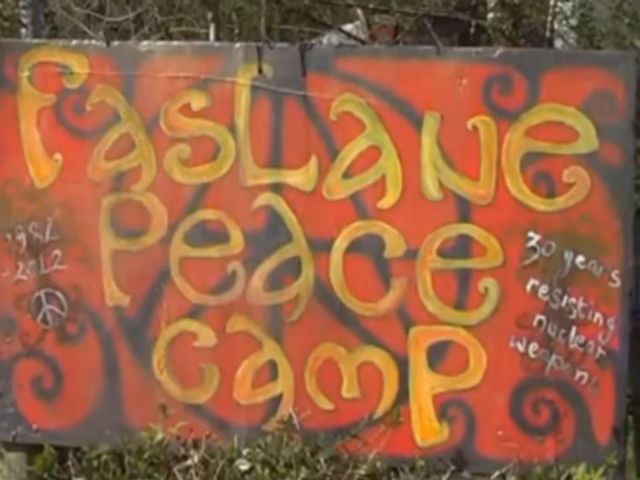 Faslane
Peace
camp
1982
-2012
30 years
resisting
nuclear
weapons